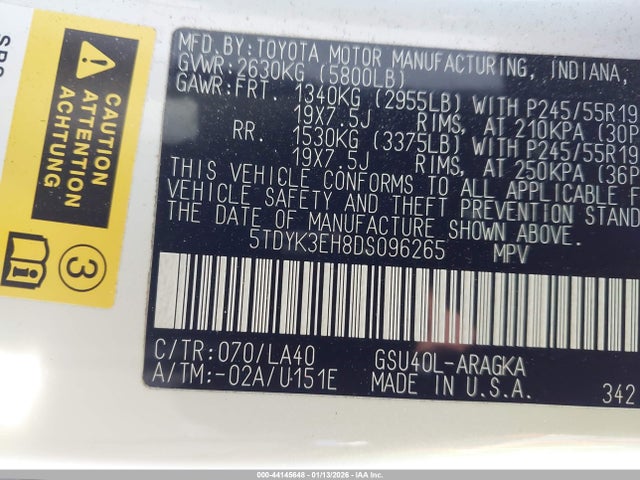 SRS
CAUTION
ATTENTION
3
MFD.BY:TOYOTA MOTOR MANUFACTURING, INDIANA,
GVWR:2630KG (5800LB)
GAWR:FRT. 1340KG (2955LB) WITH P245/55R19
19X7.5J RIMS, AT 210KPA (30P
RR. 1530KG (3375LB) WITH P245/55R19
19X7.5J RIMS, AT 250KPA (36P
THIS VEHICLE CONFORMS TO ALL APPLICABLE
VEHICLE SAFETY AND THEFT PREVENTION STAND
THE DATE OF MANUFACTURE SHOWN ABOVE.
5TDYK3EH8DS096265 MPV
C/TR:070/LA40 GSU40L-ARAGKA
A/TM:-02A/U151E MADE IN U.S.A. 342
000-44145648 - 01/13/2026 - GSA IAA Inc.